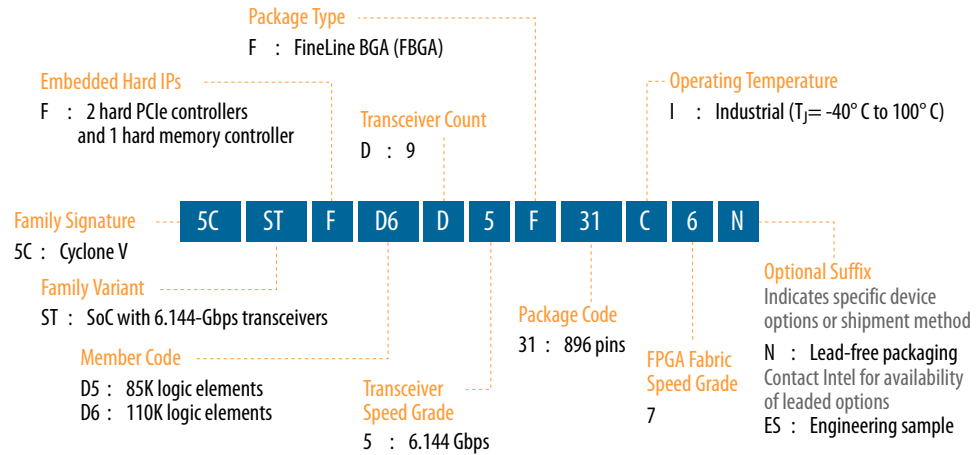 Package Type
F : FineLine BGA (FBGA)
Embedded Hard IPs
F : 2 hard PCIe controllers
and 1 hard memory controller
Transceiver Count
D : 9
Operating Temperature
I : Industrial (TJ= -40° C to 100° C)
Family Signature
5C : Cyclone V
5C ST F D6 D 5 F 31 C 6 N
Family Variant
ST : SoC with 6.144-Gbps transceivers
Member Code
D5 : 85K logic elements
D6 : 110K logic elements
Transceiver
Speed Grade
5 : 6.144 Gbps
Package Code
31 : 896 pins
FPGA Fabric
Speed Grade
7
Optional Suffix
Indicates specific device
options or shipment method
N : Lead-free packaging
Contact Intel for availability
of leaded options
ES : Engineering sample